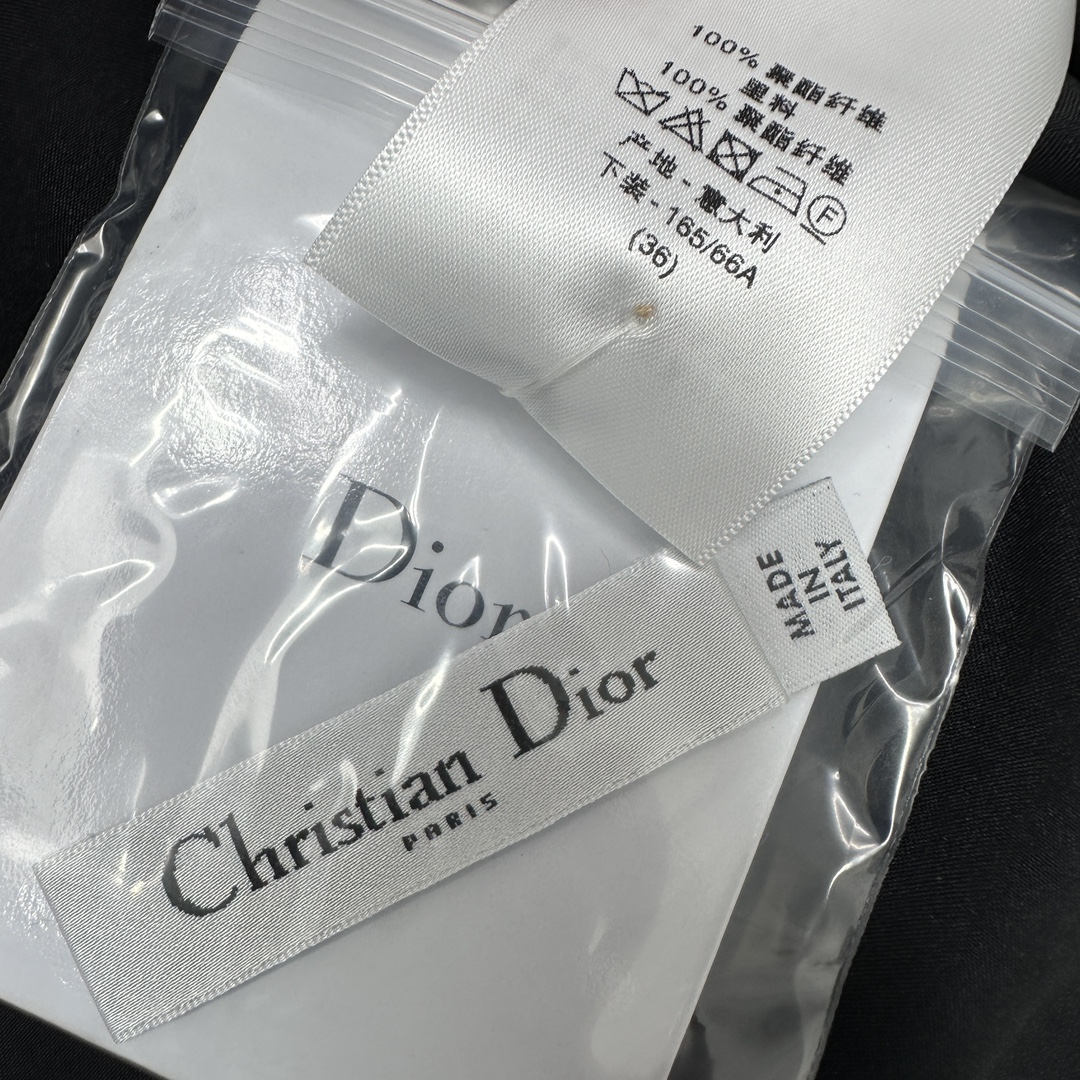 100% 聚酯纤维
里料
100% 聚酯纤维
F
产地 - 意大利
下装 - 165/66A
(36)
Dior
MADE
IN
ITALY
Christian Dior
PARIS